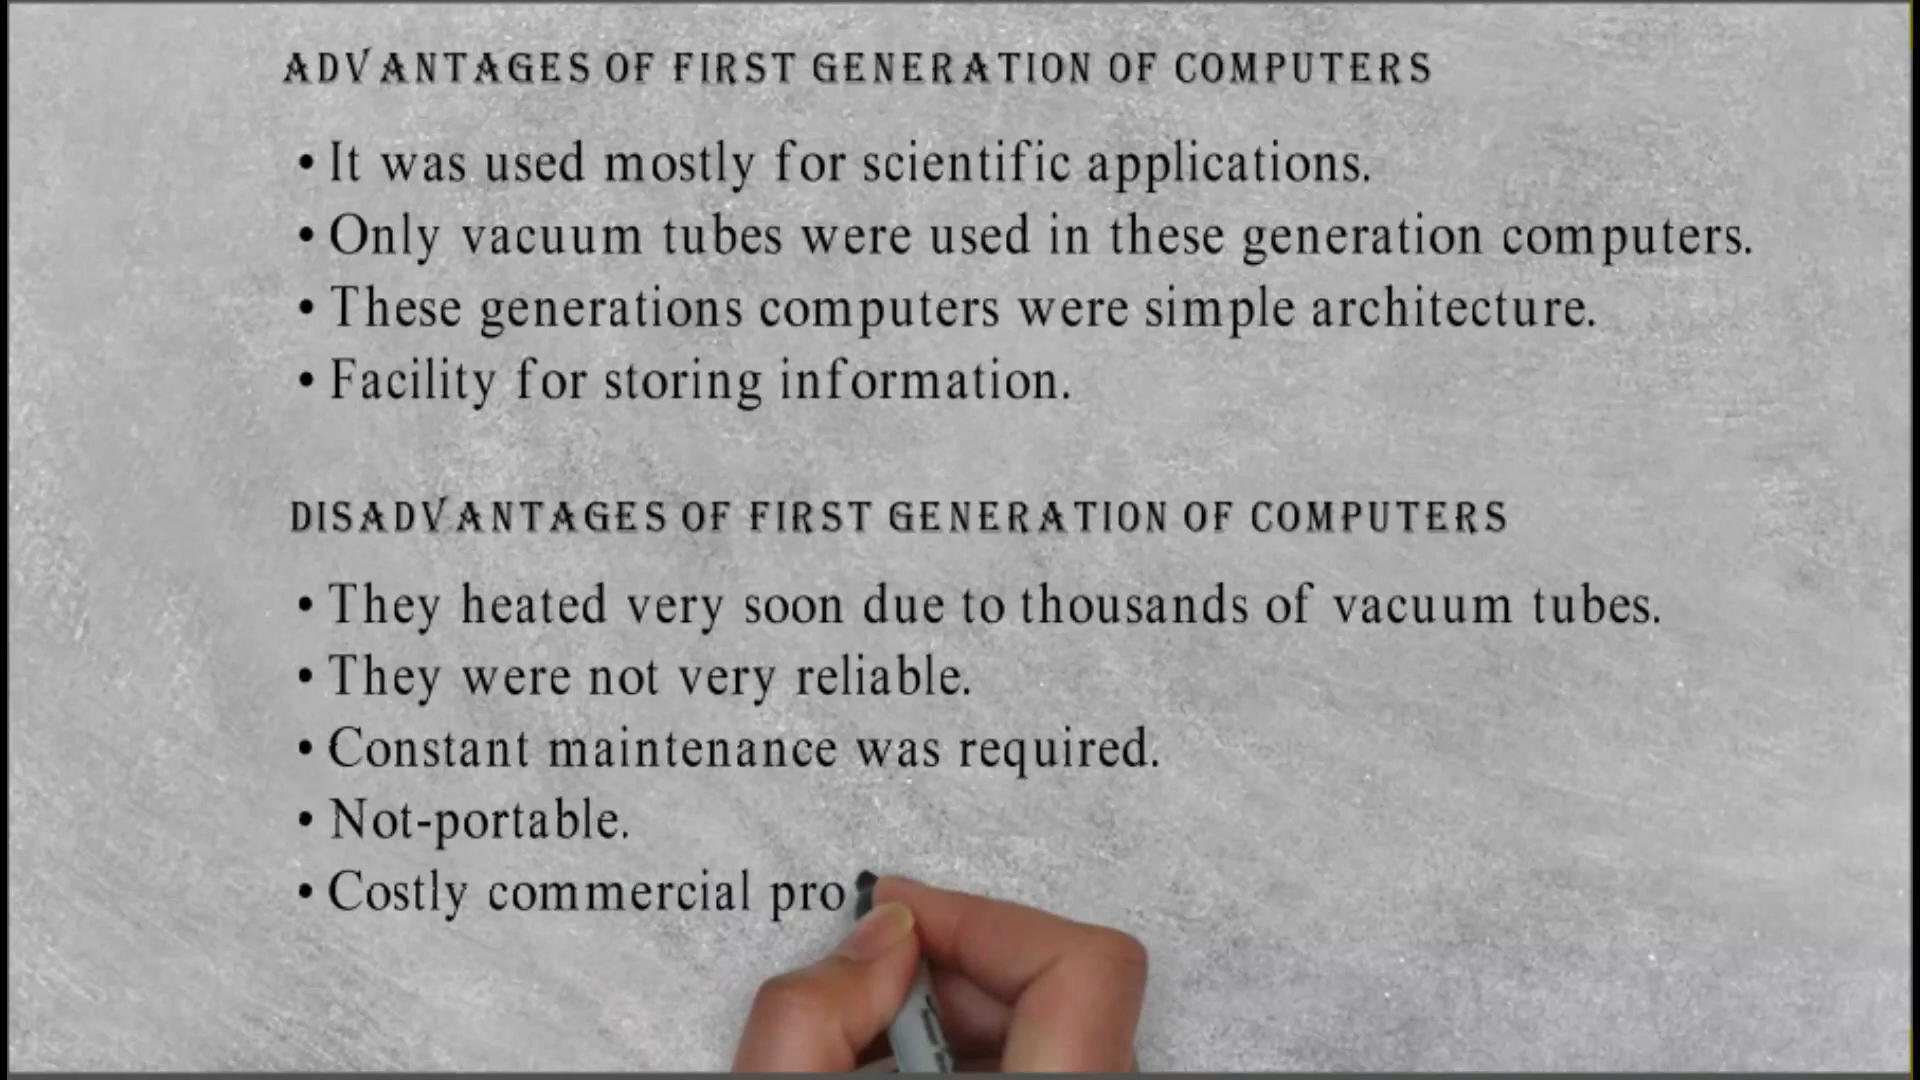 ADVANTAGES OF FIRST GENERATION OF COMPUTERS
• It was used mostly for scientific applications.
• Only vacuum tubes were used in these generation computers.
• These generations computers were simple architecture.
• Facility for storing information.
DISADVANTAGES OF FIRST GENERATION OF COMPUTERS
• They heated very soon due to thousands of vacuum tubes.
• They were not very reliable.
• Constant maintenance was required.
• Not-portable.
• Costly commercial pro